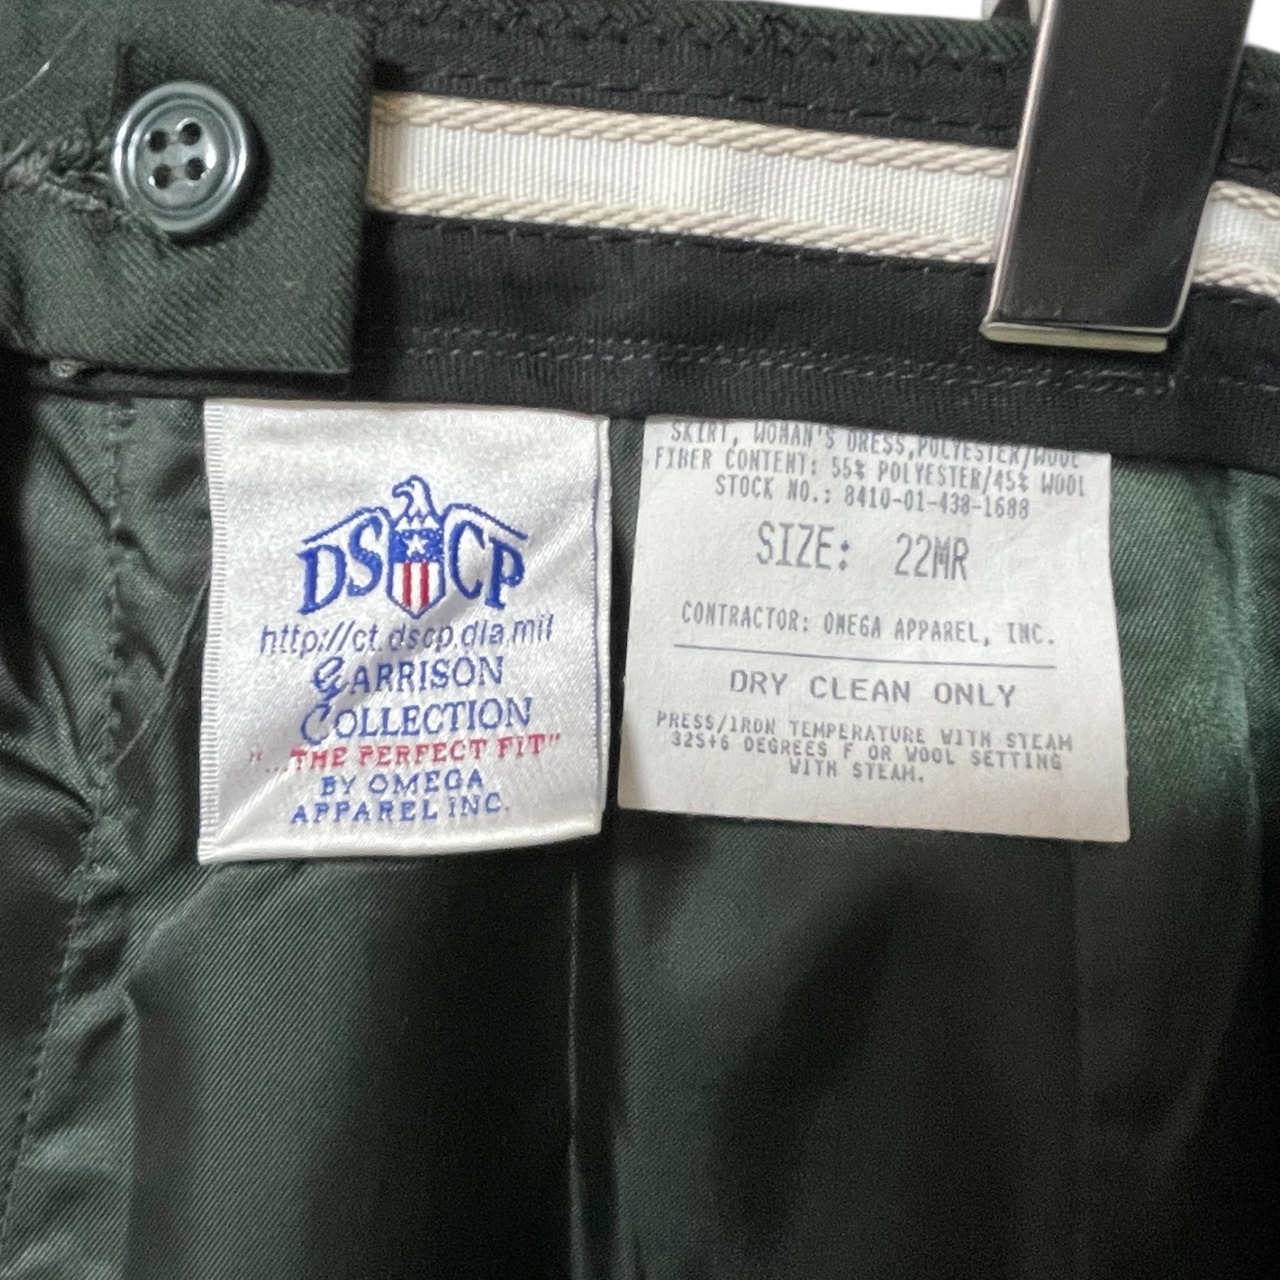 DSCP
http://ct.dscp.dla.mil
GARRISON
COLLECTION
"...THE PERFECT FIT"
BY OMEGA
APPAREL INC.
SKIRT, WOMAN'S DRESS,POLYESTER/WOOL
FIBER CONTENT: 55% POLYESTER/45% WOOL
STOCK NO.: 8410-01-438-1688
SIZE: 22MR
CONTRACTOR: OMEGA APPAREL, INC.
DRY CLEAN ONLY
PRESS/IRON TEMPERATURE WITH STEAM
325+6 DEGREES F OR WOOL SETTING
WITH STEAM.